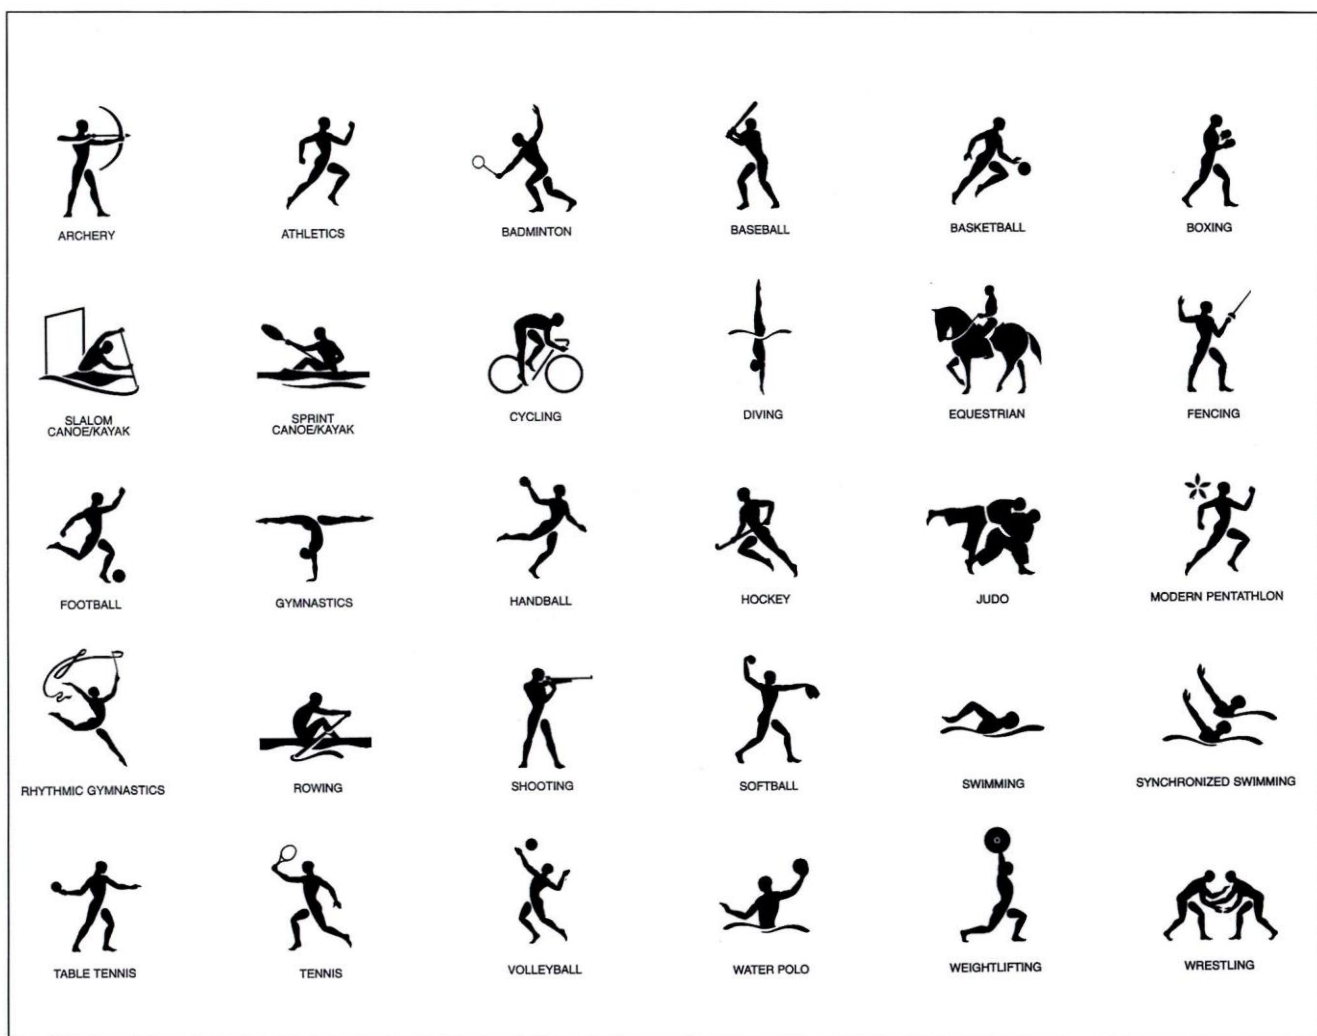 ARCHERY
ATHLETICS
BADMINTON
BASEBALL
BASKETBALL
BOXING
SLALOM
CANOE/KAYAK
SPRINT
CANOE/KAYAK
CYCLING
DIVING
EQUESTRIAN
FENCING
FOOTBALL
GYMNASTICS
HANDBALL
HOCKEY
JUDO
MODERN PENTATHLON
RHYTHMIC GYMNASTICS
ROWING
SHOOTING
SOFTBALL
SWIMMING
SYNCHRONIZED SWIMMING
TABLE TENNIS
TENNIS
VOLLEYBALL
WATER POLO
WEIGHTLIFTING
WRESTLING